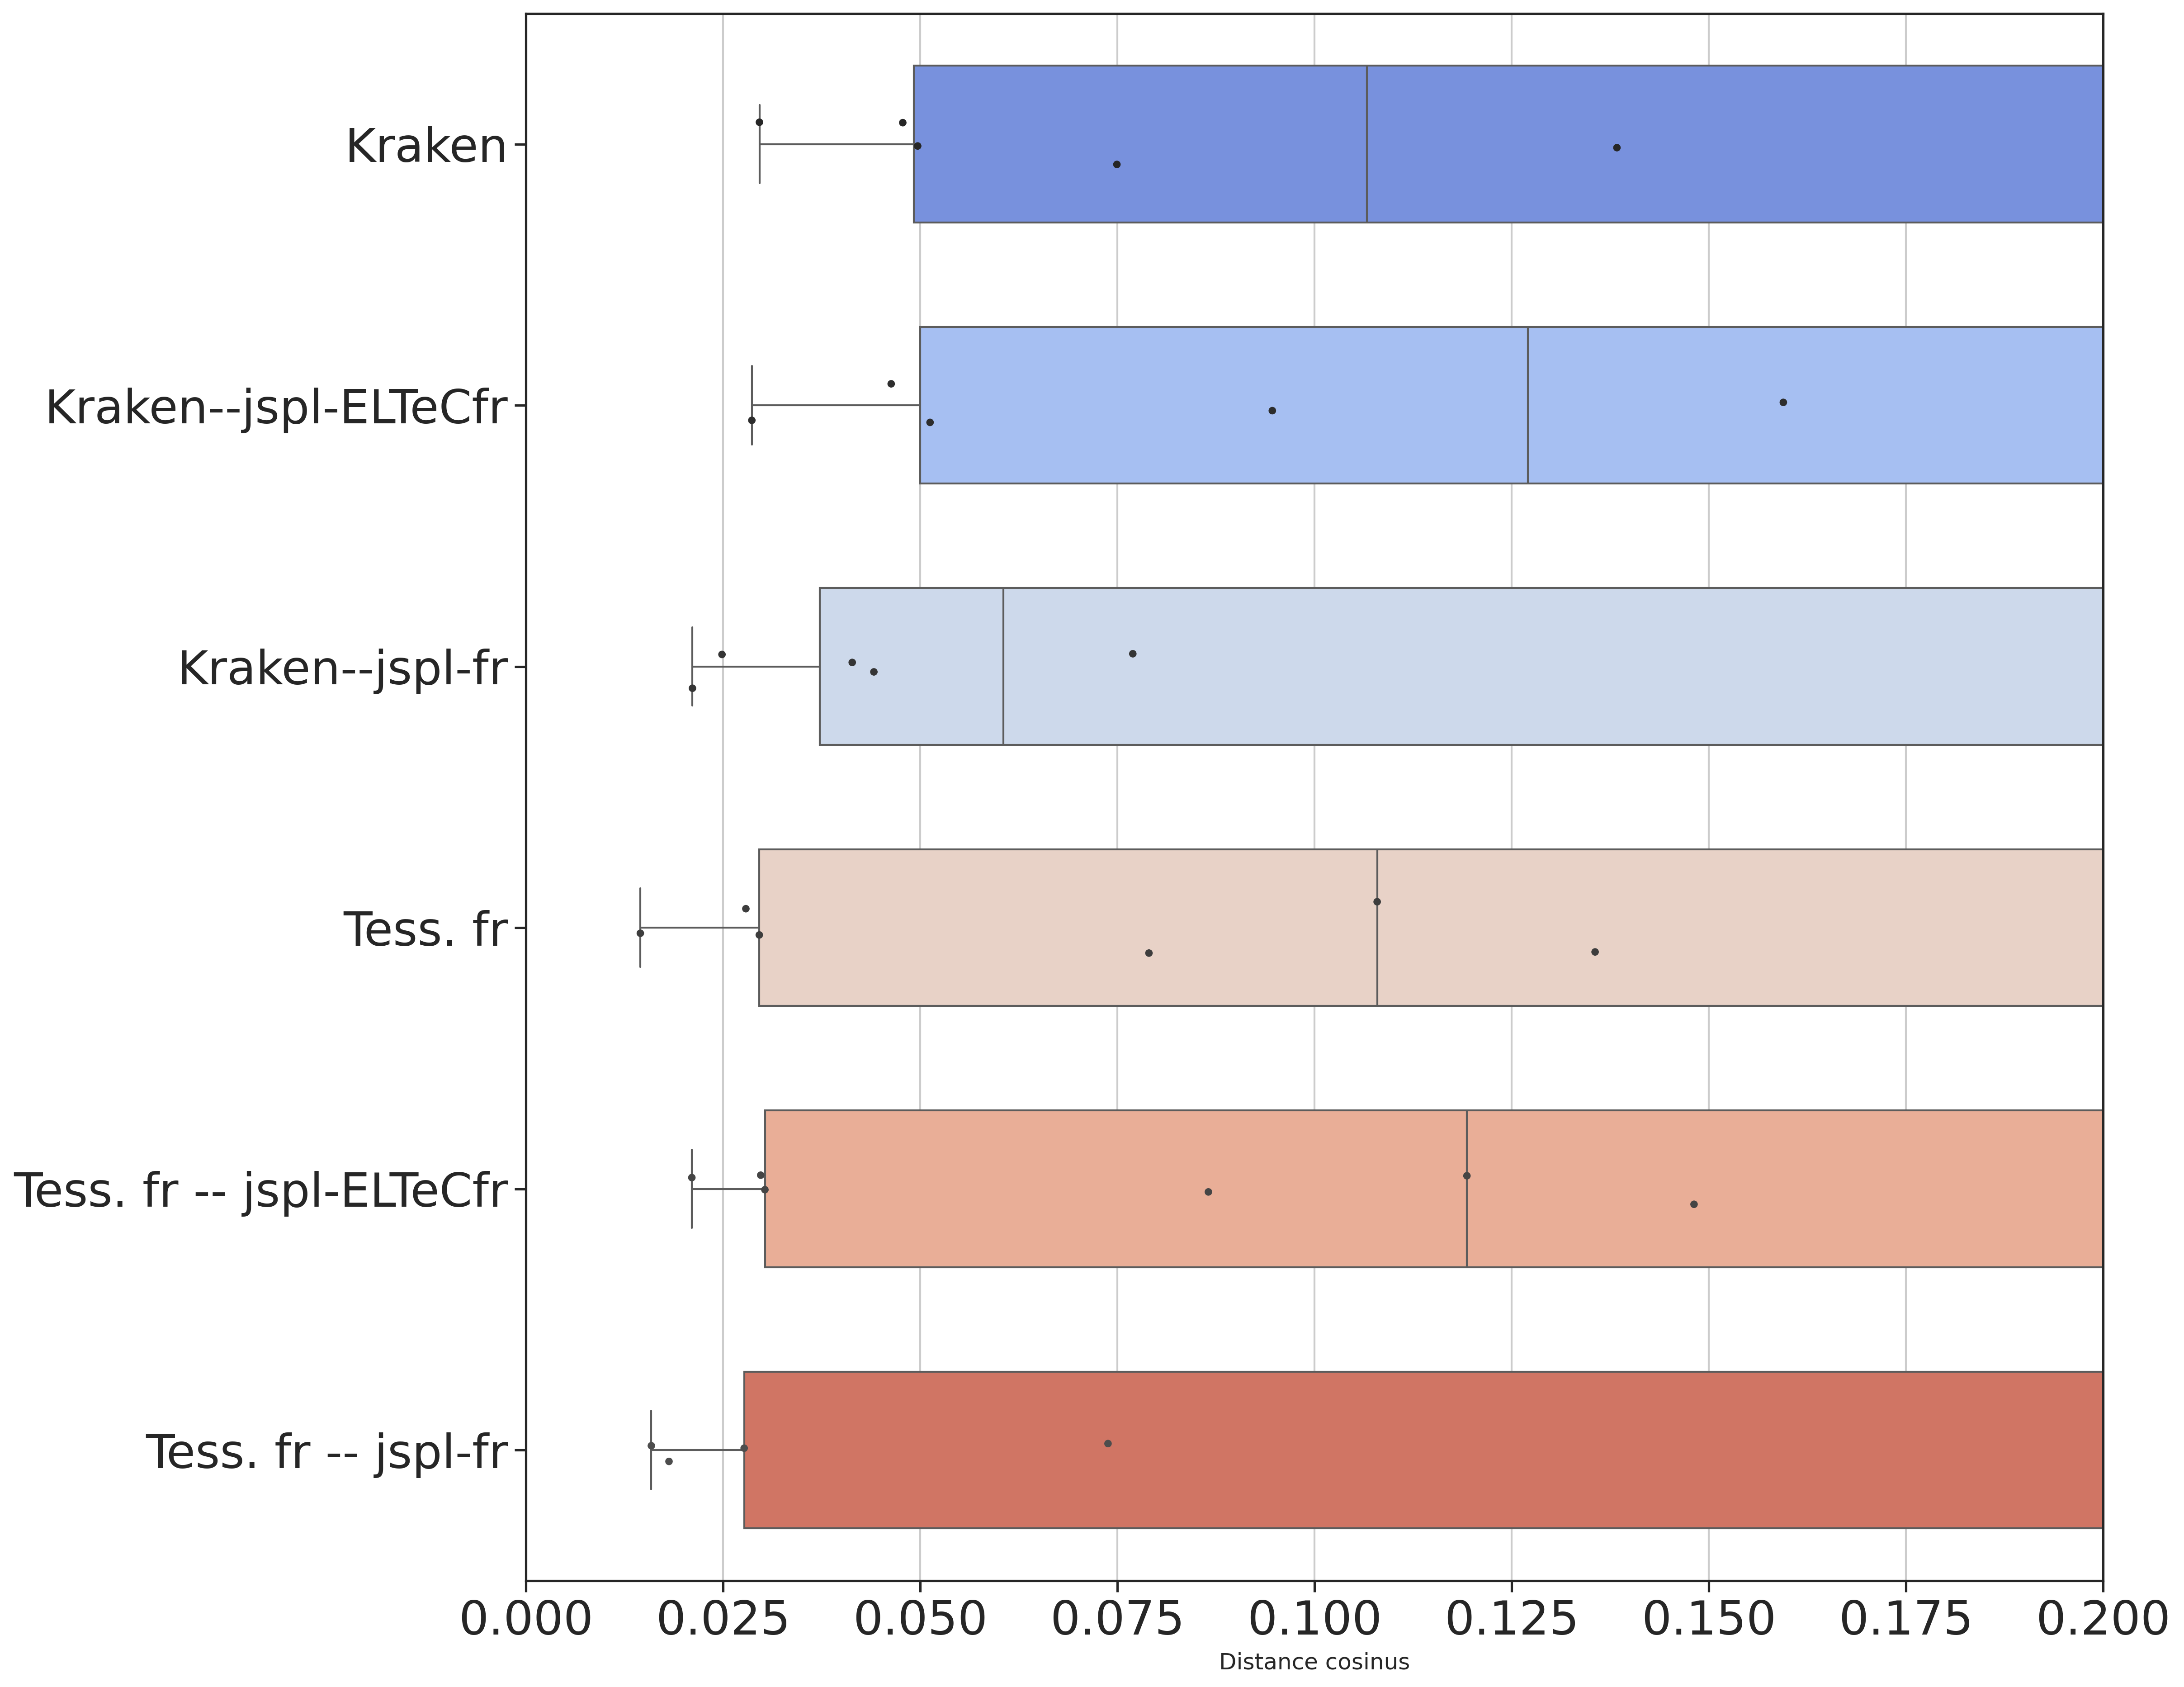 Kraken
Kraken--jspl-ELTeCfr
Kraken--jspl-fr
Tess. fr
Tess. fr -- jspl-ELTeCfr
Tess. fr -- jspl-fr
0.000 0.025 0.050 0.075 0.100 0.125 0.150 0.175 0.200
Distance cosinus